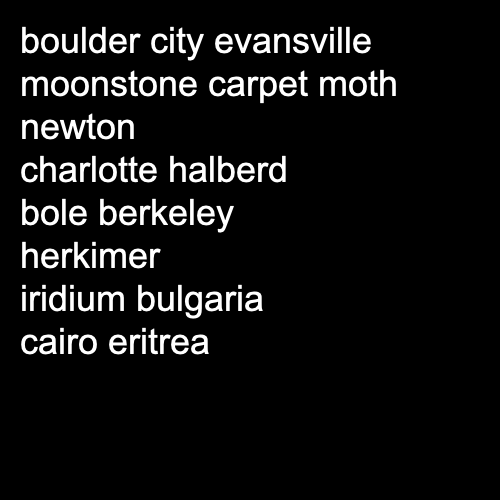 boulder city evansville
moonstone carpet moth
newton
charlotte halberd
bole berkeley
herkimer
iridium bulgaria
cairo eritrea